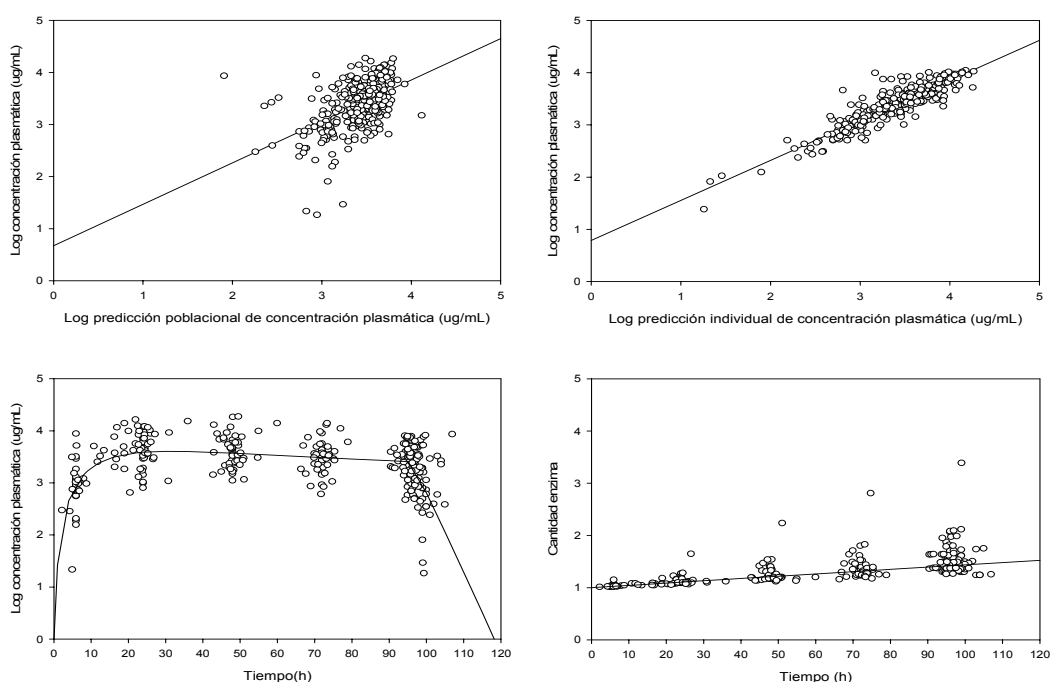 Log concentración plasmática (ug/mL)
5
4
3
2
1
0
0 1 2 3 4 5
Log predicción poblacional de concentración plasmática (ug/mL)
Log concentración plasmática (ug/mL)
5
4
3
2
1
0
0 1 2 3 4 5
Log predicción individual de concentración plasmática (ug/mL)
Log concentración plasmática (ug/mL)
5
4
3
2
1
0
0 10 20 30 40 50 60 70 80 90 100 110 120
Tiempo(h)
Cantidad enzima
5
4
3
2
1
0
0 10 20 30 40 50 60 70 80 90 100 110 120
Tiempo (h)